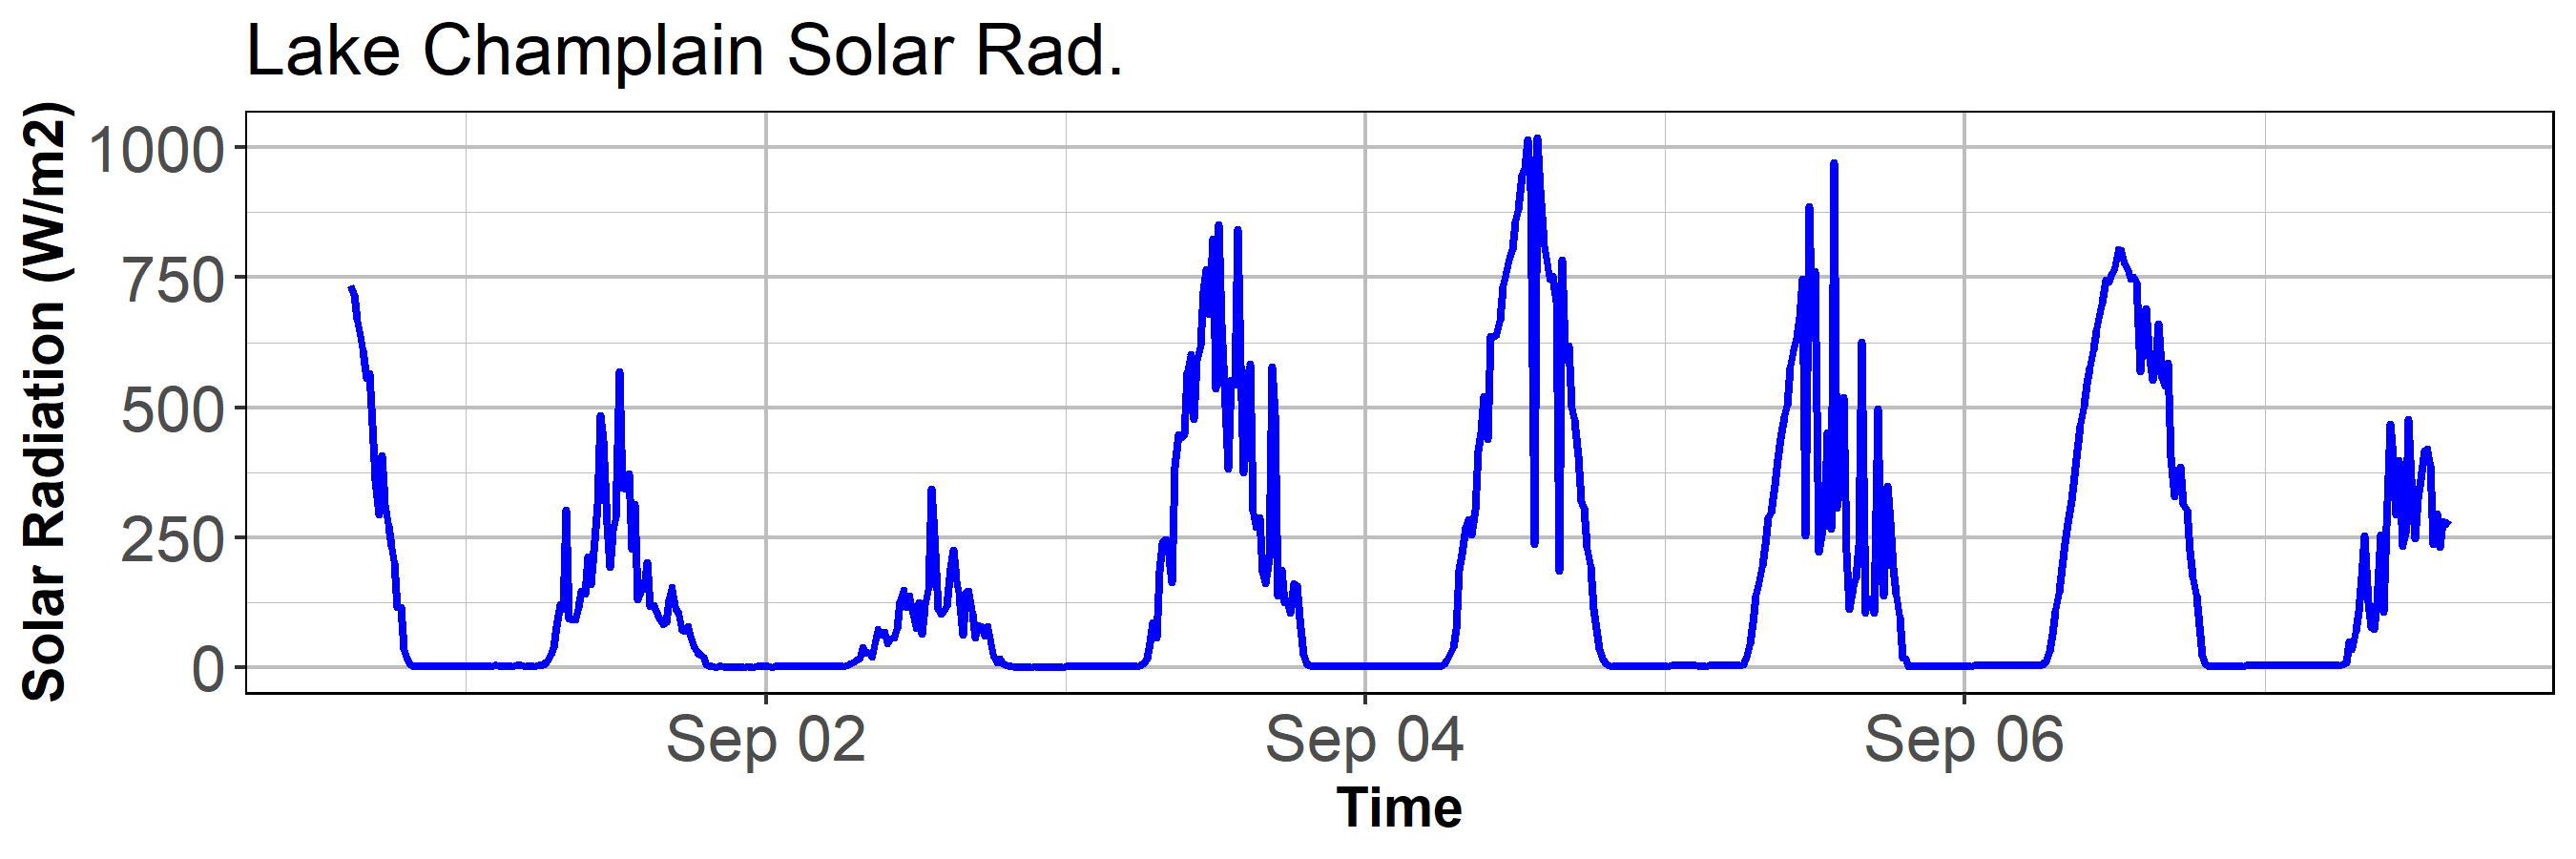 Lake Champlain Solar Rad.
Solar Radiation (W/m2)
1000
750
500
250
0
Sep 02
Sep 04
Sep 06
Time